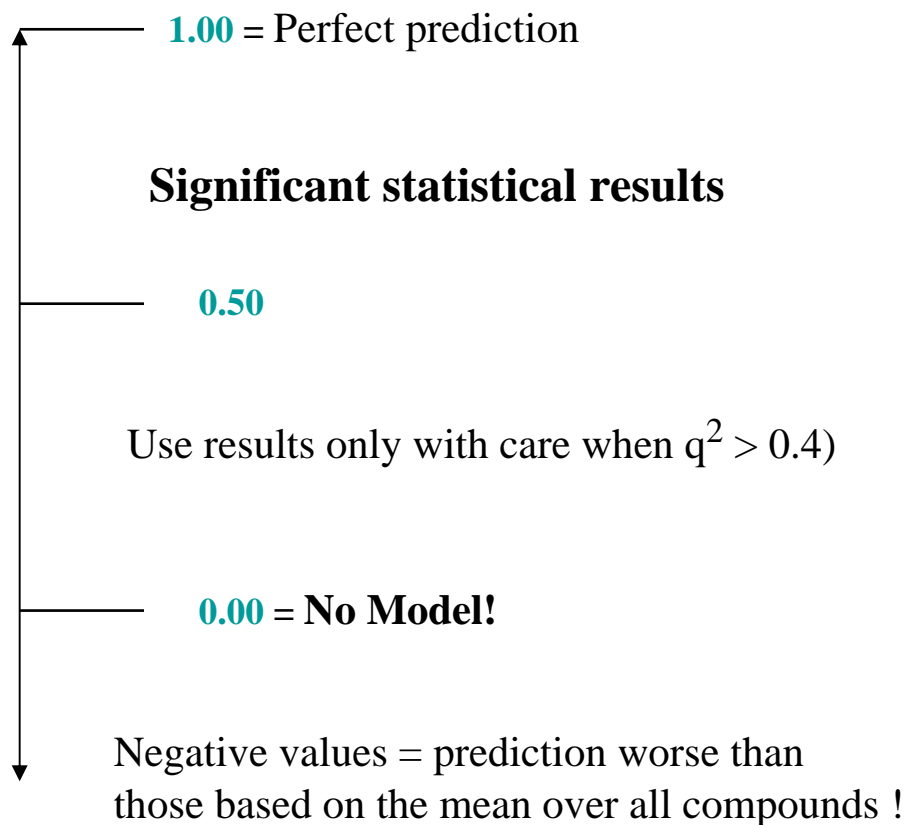 1.00 = Perfect prediction
Significant statistical results
0.50
Use results only with care when q² > 0.4)
0.00 = No Model!
Negative values = prediction worse than
those based on the mean over all compounds !